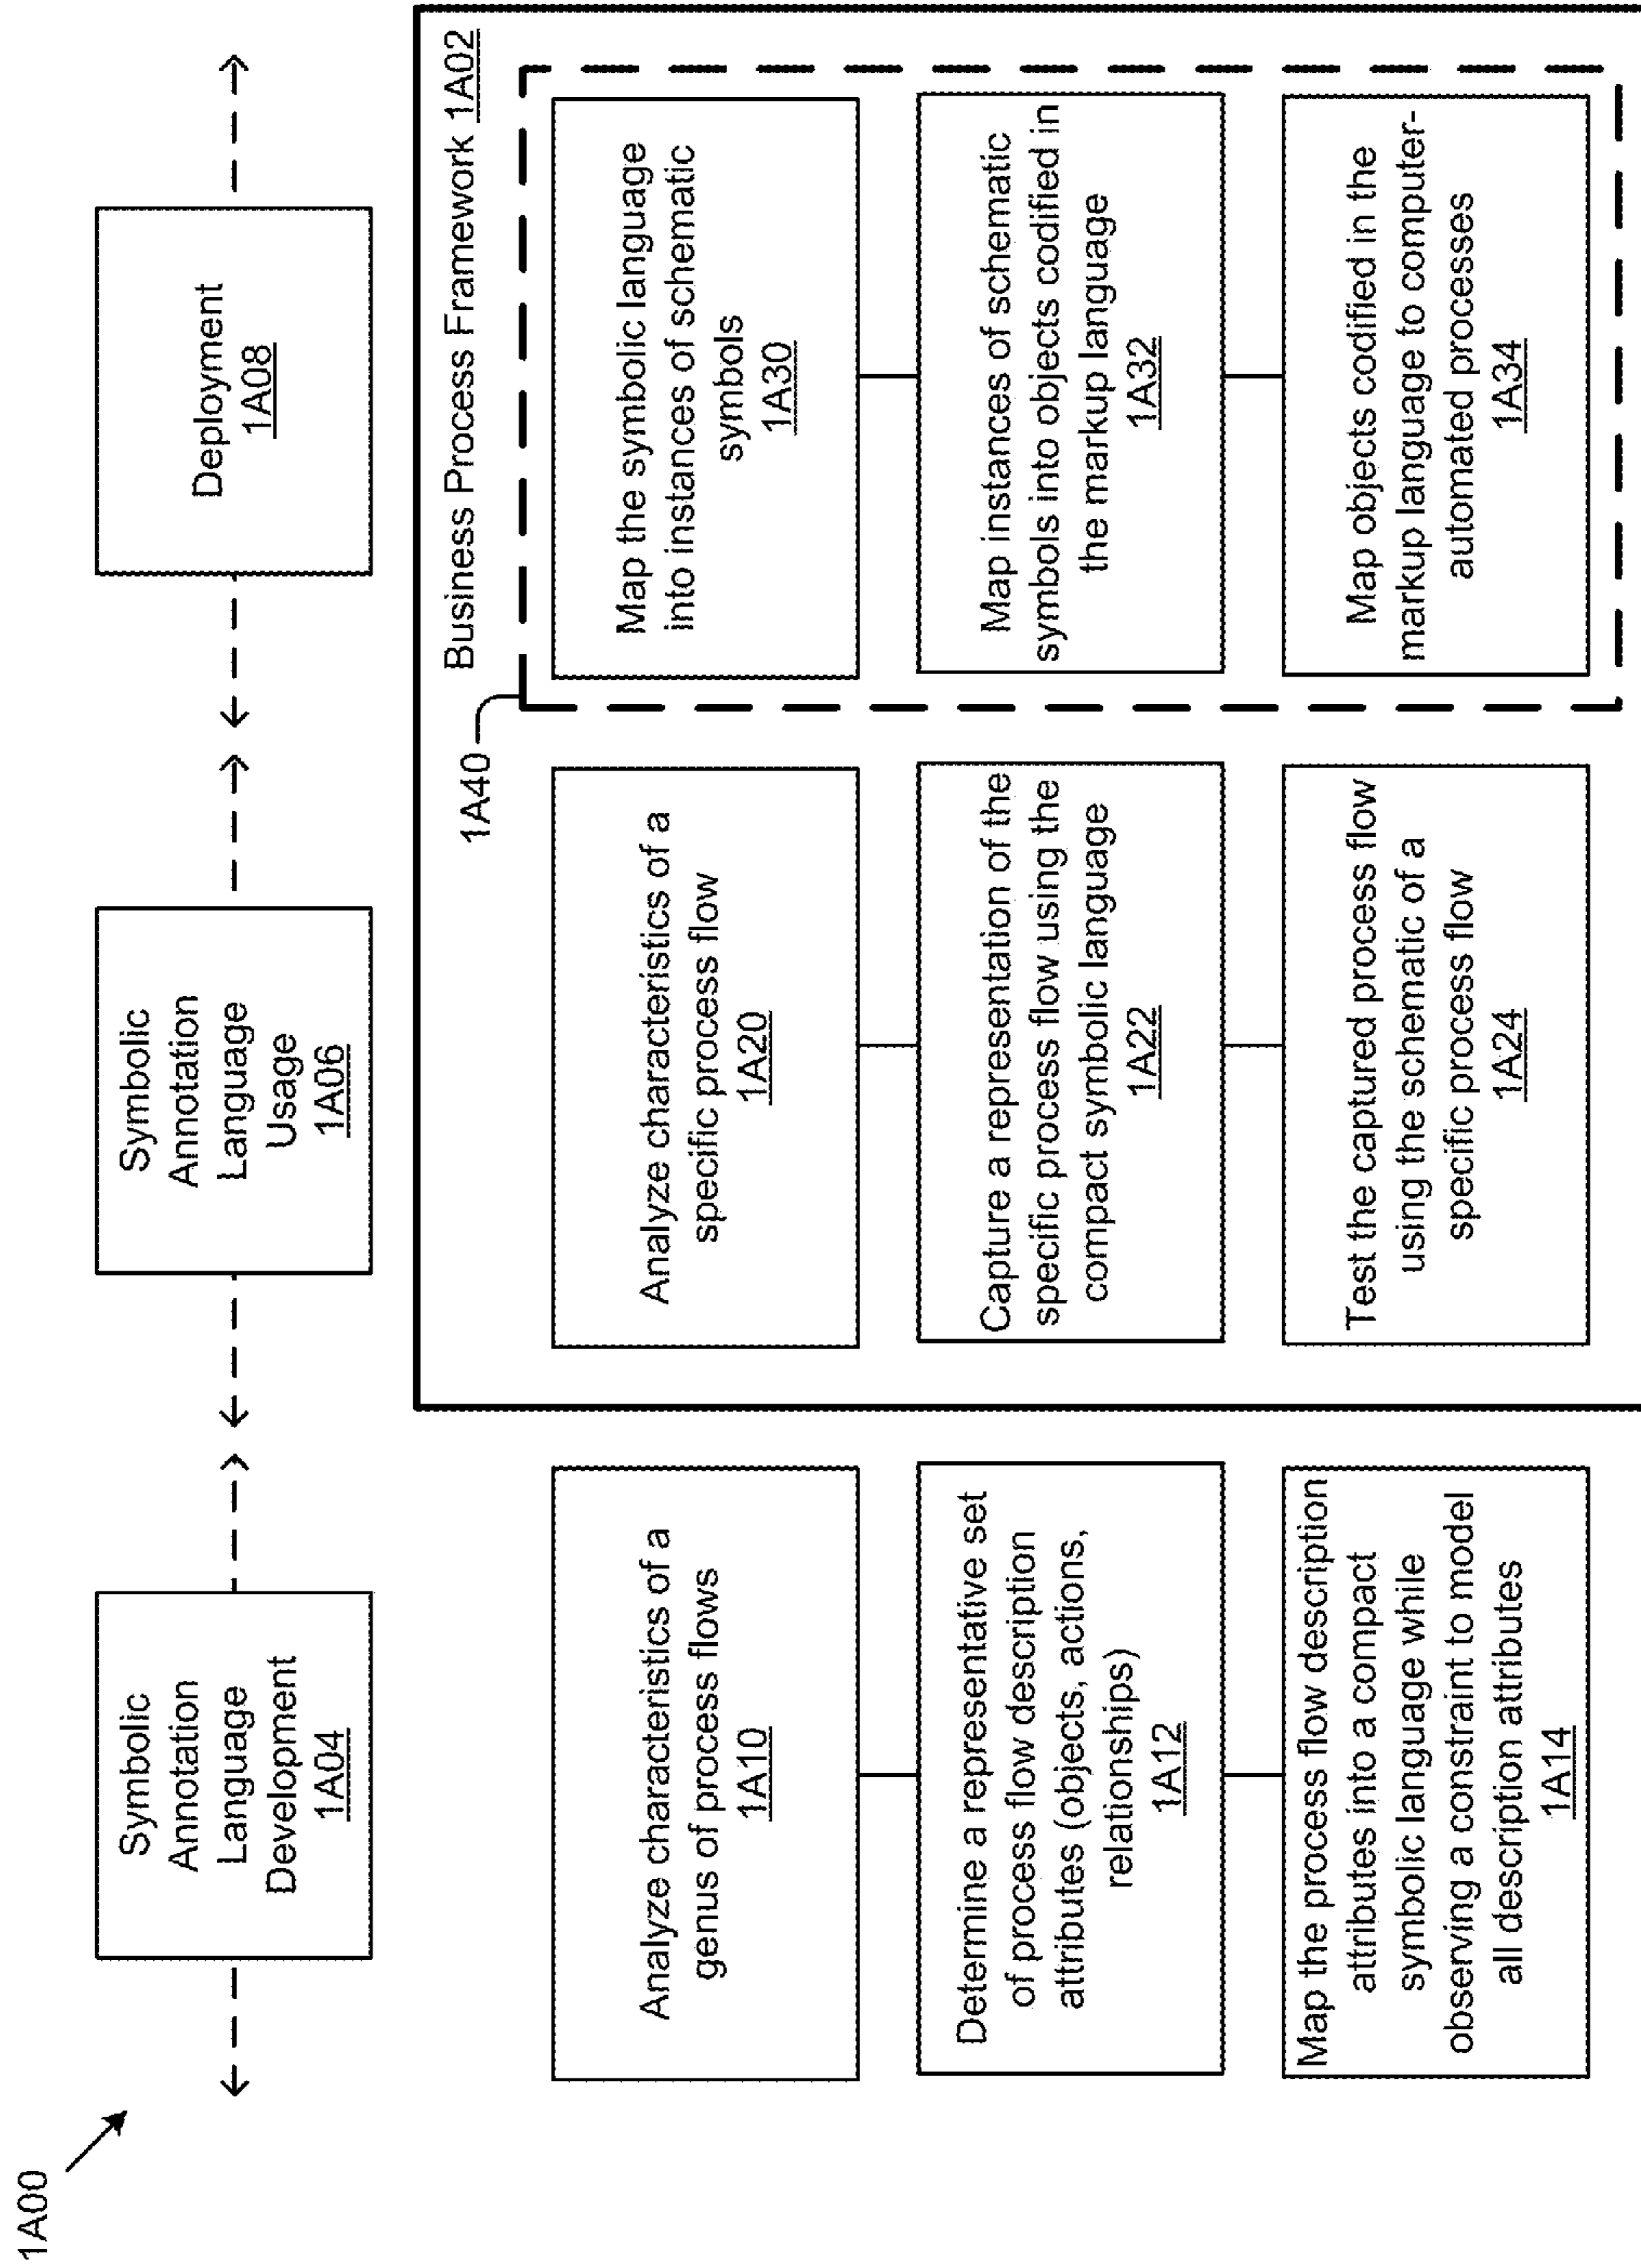 1A00
Symbolic
Annotation
Language
Development
1A04
Symbolic
Annotation
Language
Usage
1A06
Deployment
1A08
Business Process Framework 1A02
1A40
Analyze characteristics of a
genus of process flows
1A10
Determine a representative set
of process flow description
attributes (objects, actions,
relationships)
1A12
Map the process flow description
attributes into a compact
symbolic language while
observing a constraint to model
all description attributes
1A14
Analyze characteristics of a
specific process flow
1A20
Capture a representation of the
specific process flow using the
compact symbolic language
1A22
Test the captured process flow
using the schematic of a
specific process flow
1A24
Map the symbolic language
into instances of schematic
symbols
1A30
Map instances of schematic
symbols into objects codified in
the markup language
1A32
Map objects codified in the
markup language to computer-
automated processes
1A34